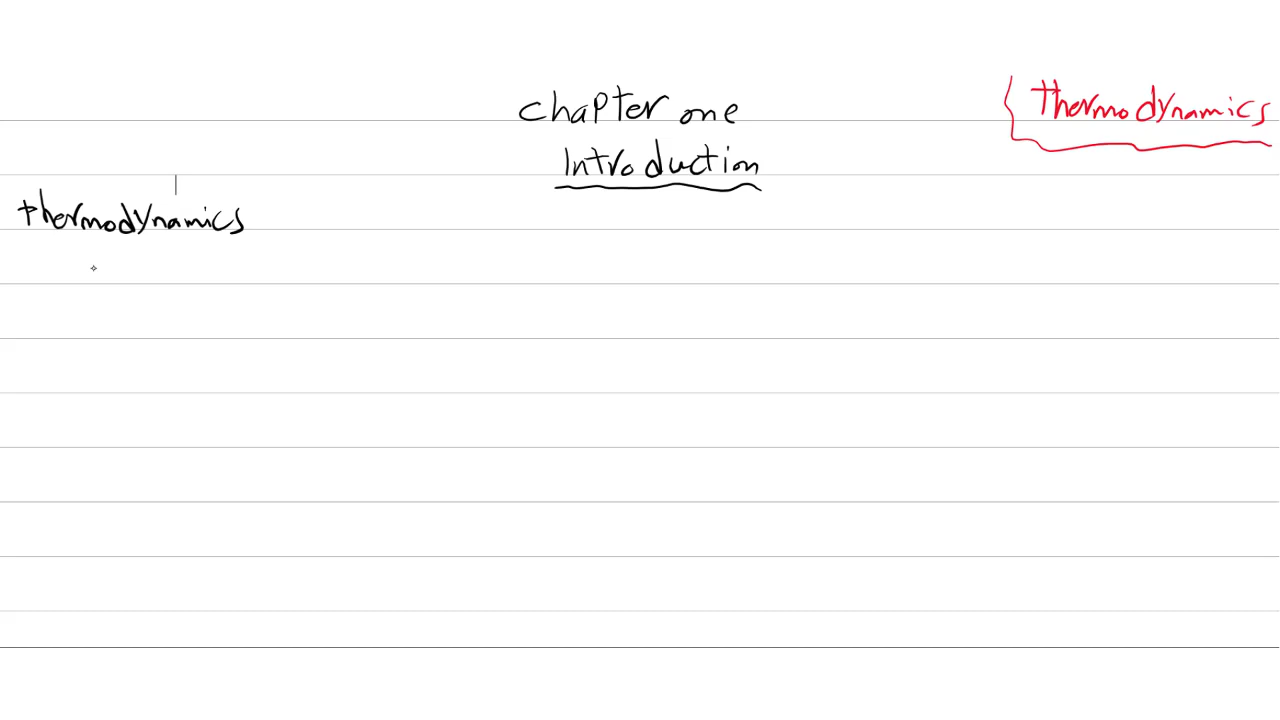 thermodynamics
chapter one
Introduction
thermodynamics